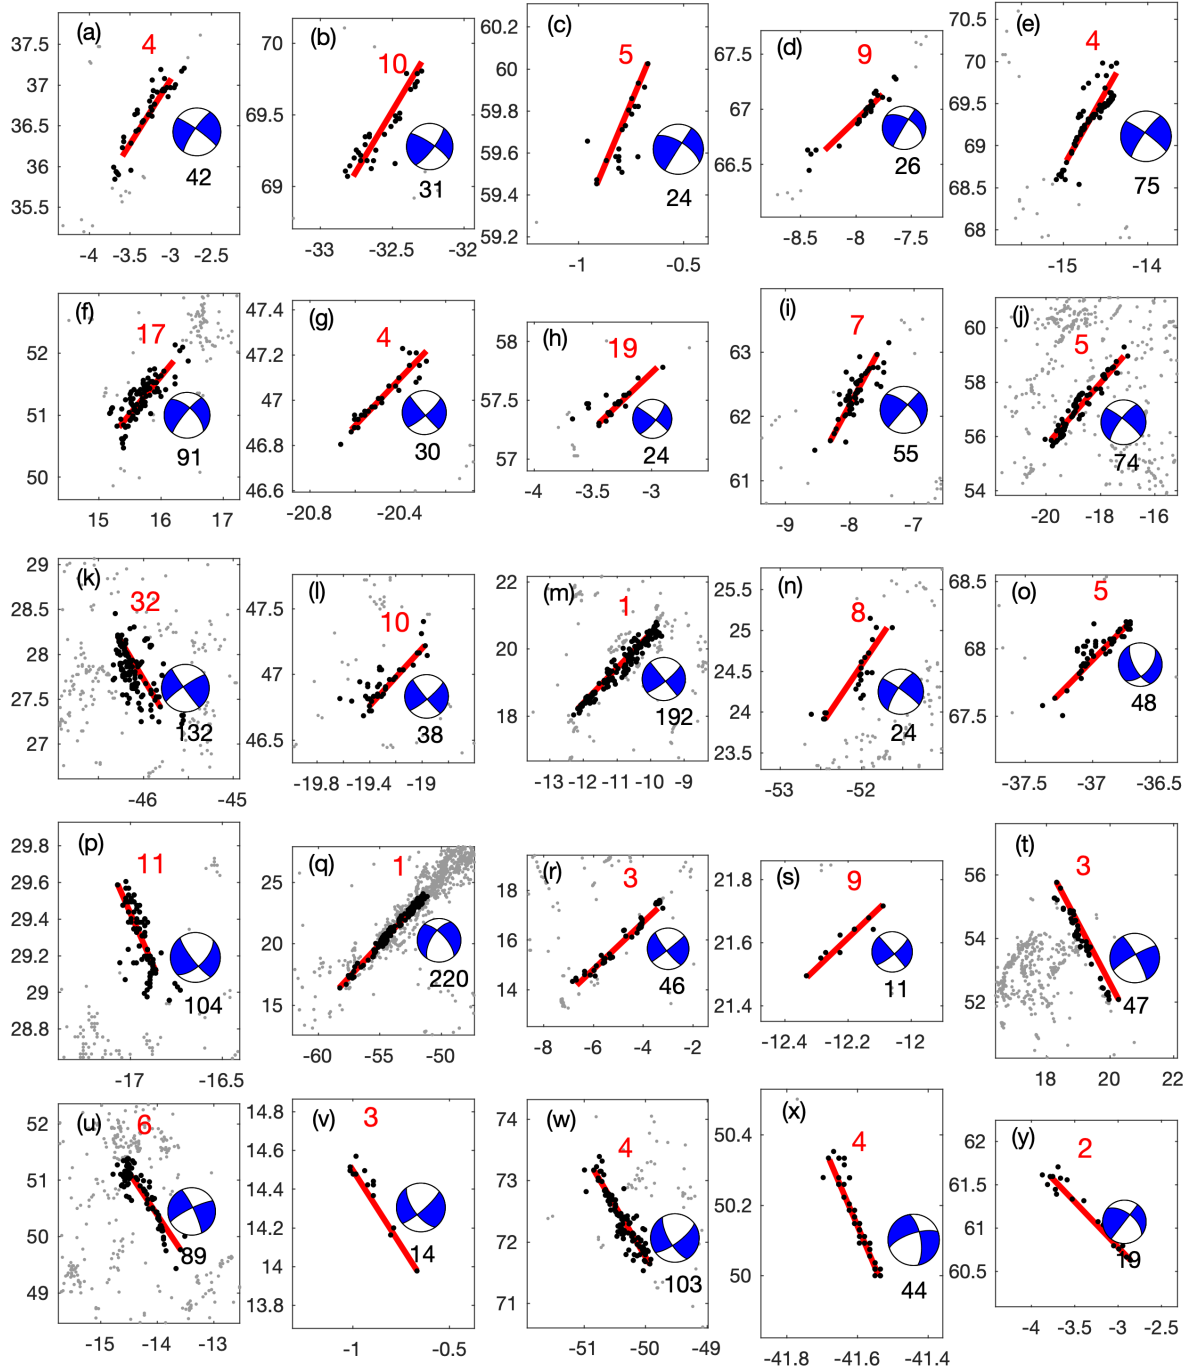 (a) 4 42
37.5 37 36.5 36 35.5
-4 -3.5 -3 -2.5
(b) 10 31
70 69.5 69
-33 -32.5 -32
(c) 5 24
60.2 60 59.8 59.6 59.4 59.2
-1 -0.5
(d) 9 26
67.5 67 66.5
-8.5 -8 -7.5
(e) 4 75
70.5 70 69.5 69 68.5 68
-15 -14
(f) 17 91
52 51 50
15 16 17
(g) 4 30
47.4 47.2 47 46.8 46.6
-20.8 -20.4
(h) 19 24
58 57.5 57
-4 -3.5 -3
(i) 7 55
63 62 61
-9 -8 -7
(j) 5 74
60 58 56 54
-20 -18 -16
(k) 32 132
29 28.5 28 27.5 27
-46 -45
(l) 10 38
47.5 47 46.5
-19.8 -19.4 -19
(m) 1 192
22 20 18
-13 -12 -11 -10 -9
(n) 8 24
25.5 25 24.5 24 23.5
-53 -52
(o) 5 48
68.5 68 67.5
-37.5 -37 -36.5
(p) 11 104
29.8 29.6 29.4 29.2 29 28.8
-17 -16.5
(q) 1 220
25 20 15
-60 -55 -50
(r) 3 46
18 16 14
-8 -6 -4 -2
(s) 9 11
21.8 21.6 21.4
-12.4 -12.2 -12
(t) 3 47
56 54 52
18 20 22
(u) 6 89
52 51 50 49
-15 -14 -13
(v) 3 14
14.8 14.6 14.4 14.2 14 13.8
-1 -0.5
(w) 4 103
74 73 72 71
-51 -50 -49
(x) 4 44
50.4 50.2 50
-41.8 -41.6 -41.4
(y) 2 19
62 61.5 61 60.5
-4 -3.5 -3 -2.5